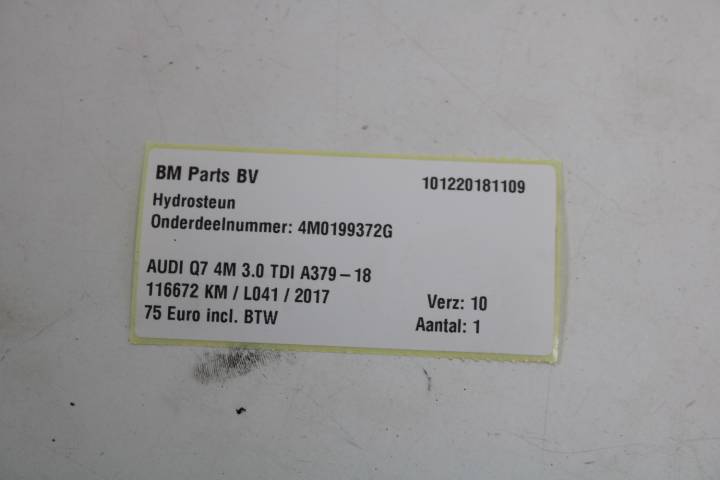 BM Parts BV 101220181109
Hydrosteun
Onderdeelnummer: 4M0199372G
AUDI Q7 4M 3.0 TDI A379-18
116672 KM / L041 / 2017 Verz: 10
75 Euro incl. BTW Aantal: 1